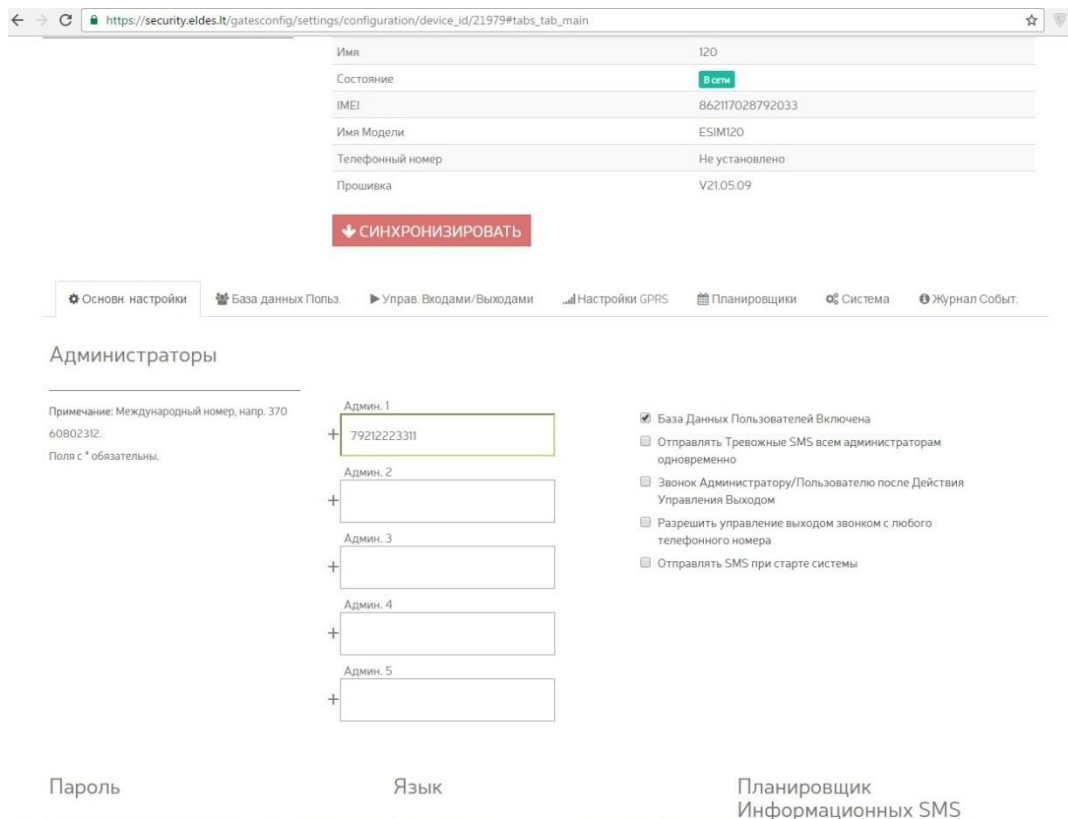 https://security.eldes.lt/gatesconfig/settings/configuration/device_id/21979#tabs_tab_main
Имя 120
Состояние В сети
IMEI 862117028792033
Имя Модели ESIM120
Телефонный номер Не установлено
Прошивка V21.05.09
СИНХРОНИЗИРОВАТЬ
Основн. настройки База данных Польз. Управ. Входами/Выходами Настройки GPRS Планировщики Система Журнал Событ.
Администраторы
Примечание: Международный номер, напр. 370
60802312.
Поля с * обязательны.
Админ. 1
+ 79212223311
Админ. 2
+
Админ. 3
+
Админ. 4
+
Админ. 5
+
База Данных Пользователей Включена
Отправлять Тревожные SMS всем администраторам
одновременно
Звонок Администратору/Пользователю после Действия
Управления Выходом
Разрешить управление выходом звонком с любого
телефонного номера
Отправлять SMS при старте системы
Пароль
Язык
Планировщик
Информационных SMS